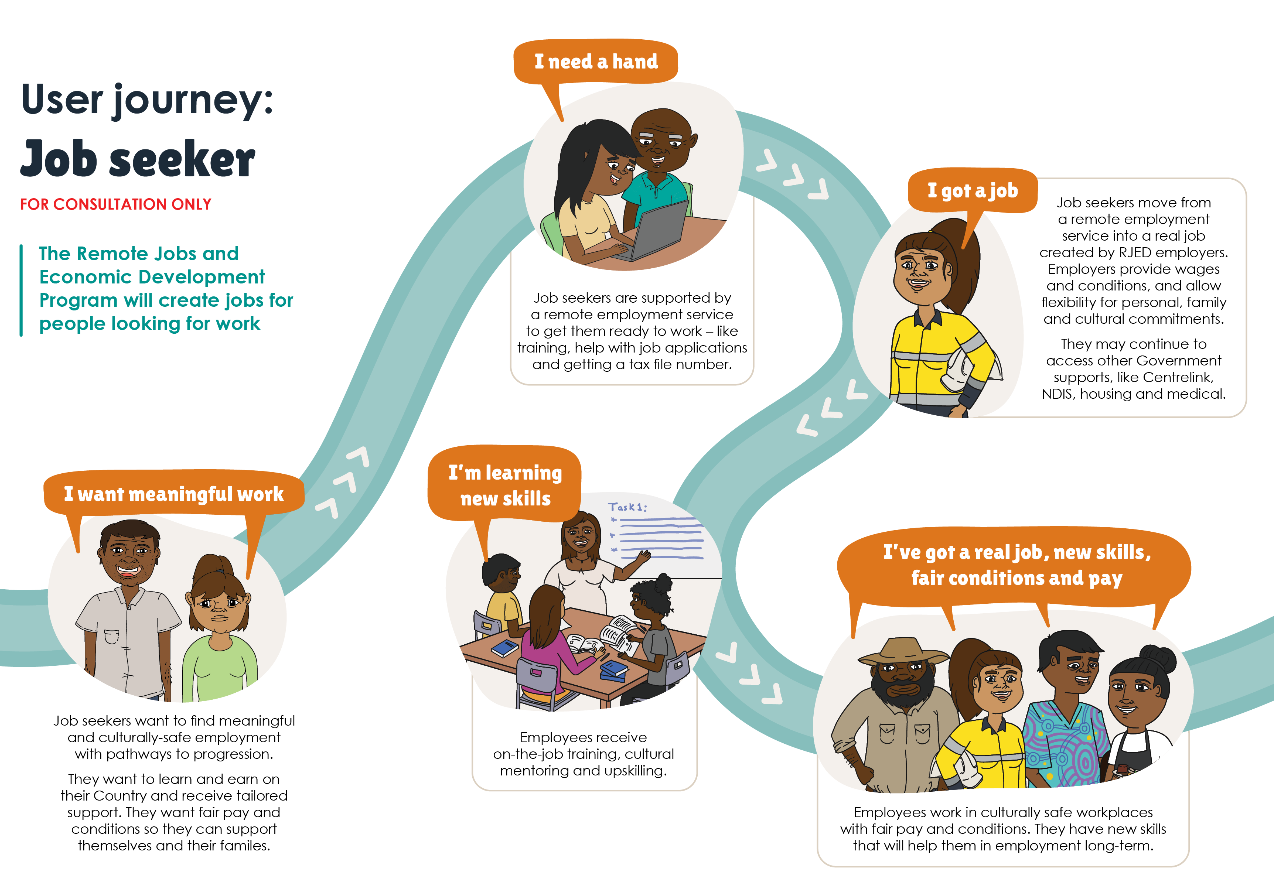 User journey:
Job seeker
FOR CONSULTATION ONLY
The Remote Jobs and
Economic Development
Program will create jobs for
people looking for work
I want meaningful work
Job seekers want to find meaningful
and culturally-safe employment
with pathways to progression.
They want to learn and earn on
their Country and receive tailored
support. They want fair pay and
conditions so they can support
themselves and their familes.
I need a hand
Job seekers are supported by
a remote employment service
to get them ready to work – like
training, help with job applications
and getting a tax file number.
I got a job
Job seekers move from
a remote employment
service into a real job
created by RJED employers.
Employers provide wages
and conditions, and allow
flexibility for personal, family
and cultural commitments.
They may continue to
access other Government
supports, like Centrelink,
NDIS, housing and medical.
I'm learning
new skills
Task 1:
Employees receive
on-the-job training, cultural
mentoring and upskilling.
I've got a real job, new skills,
fair conditions and pay
Employees work in culturally safe workplaces
with fair pay and conditions. They have new skills
that will help them in employment long-term.